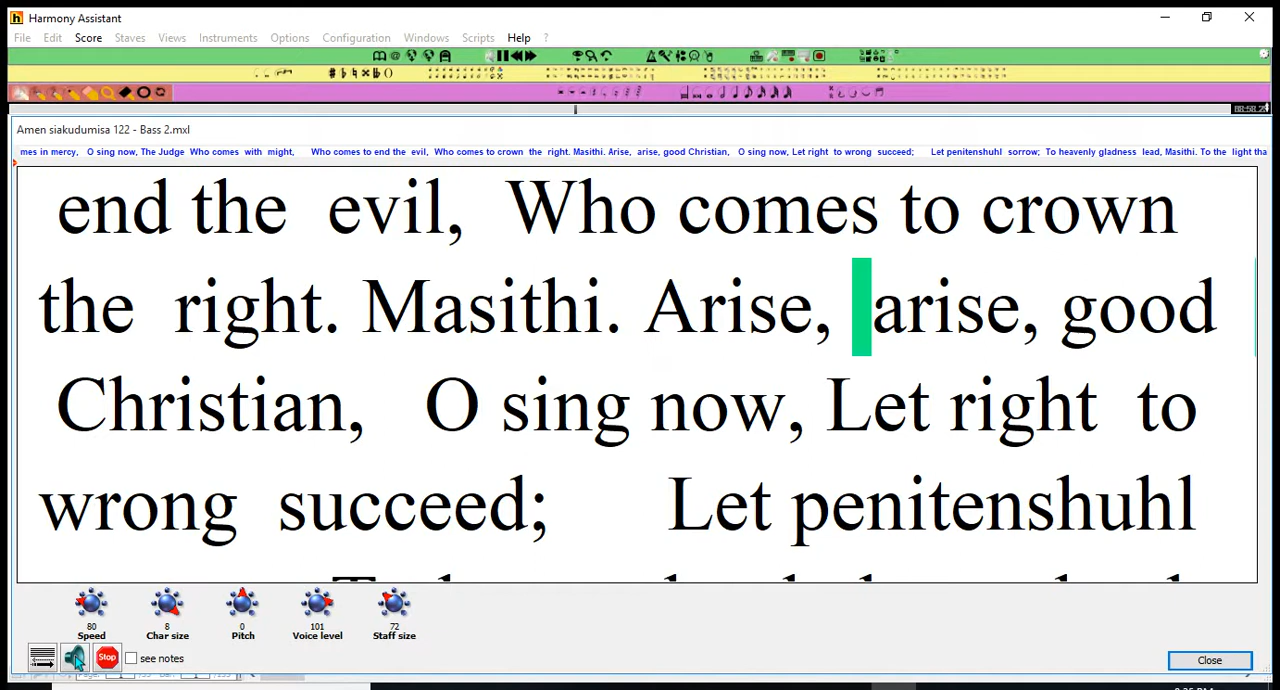 Harmony Assistant
File Edit Score Staves Views Instruments Options Configuration Windows Scripts Help ?
Amen siakudumisa 122 - Bass 2.mxl
mes in mercy, O sing now, The Judge Who comes with might, Who comes to end the evil, Who comes to crown the right. Masithi. Arise, arise, good Christian, O sing now, Let right to wrong succeed; Let penitenshuhl sorrow; To heavenly gladness lead, Masithi. To the light tha
end the evil, Who comes to crown
the right. Masithi. Arise, arise, good
Christian, O sing now, Let right to
wrong succeed; Let penitenshuhl
80 8 0 101 72
Speed Char size Pitch Voice level Staff size
Stop see notes Close